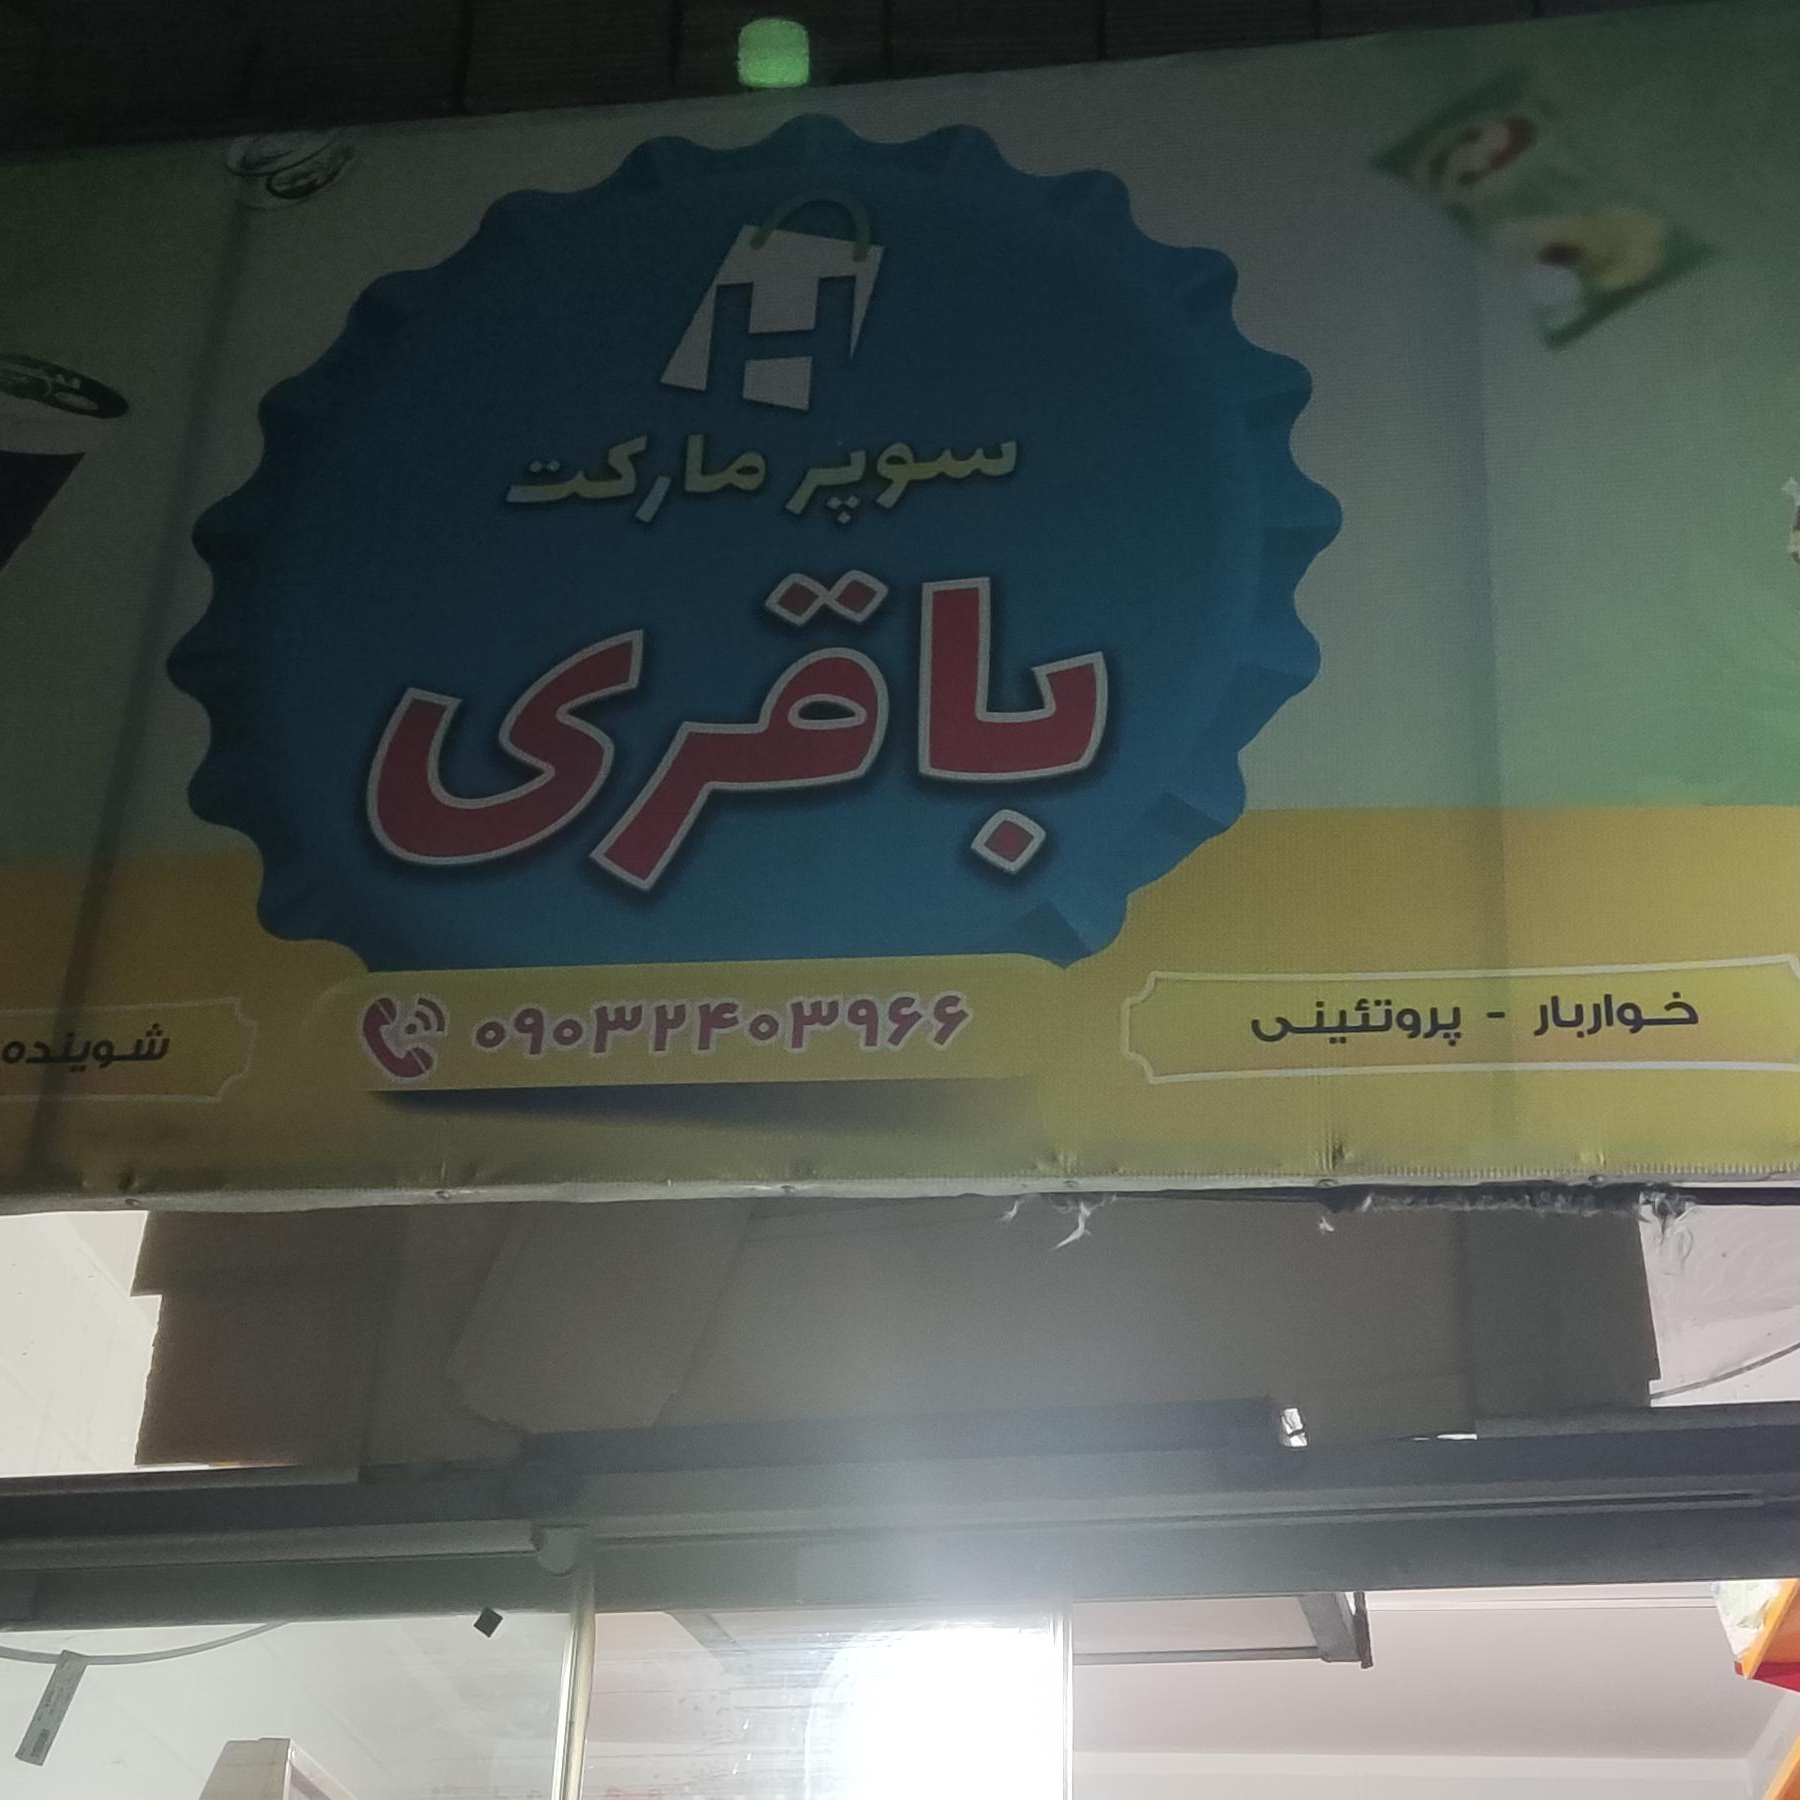 H
سوپر مارکت
باقری
۰۹۰۳۲۴۰۳۹۶۶
خواربار - پروتئینی
شوینده